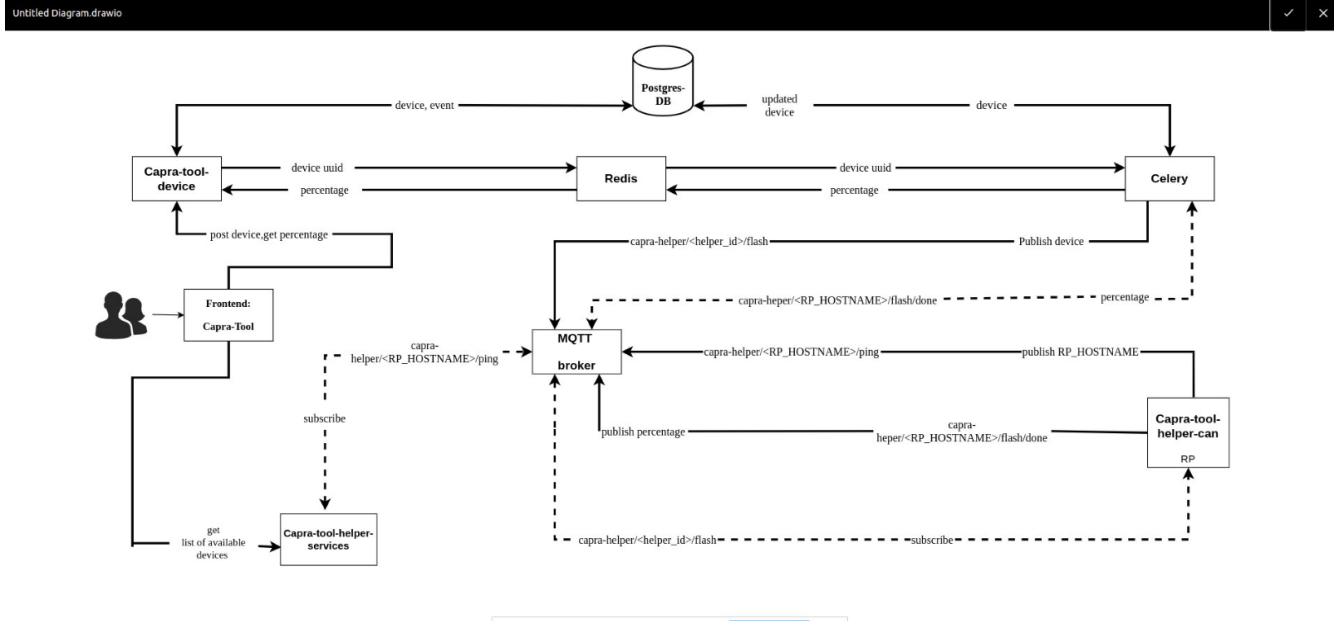 Untitled Diagram.drawio
Postgres-
DB
device, event
updated
device
device
Capra-tool-
device
device uuid
Redis
device uuid
Celery
percentage
percentage
post device,get percentage
capra-helper/<helper_id>/flash
Publish device
Frontend:
Capra-Tool
capra-heper/<RP_HOSTNAME>/flash/done
percentage
MQTT
broker
capra-
helper/<RP_HOSTNAME>/ping
capra-helper/<RP_HOSTNAME>/ping
publish RP_HOSTNAME
subscribe
publish percentage
capra-
heper/<RP_HOSTNAME>/flash/done
Capra-tool-
helper-can
RP
get
list of available
devices
Capra-tool-helper-
services
capra-helper/<helper_id>/flash
subscribe